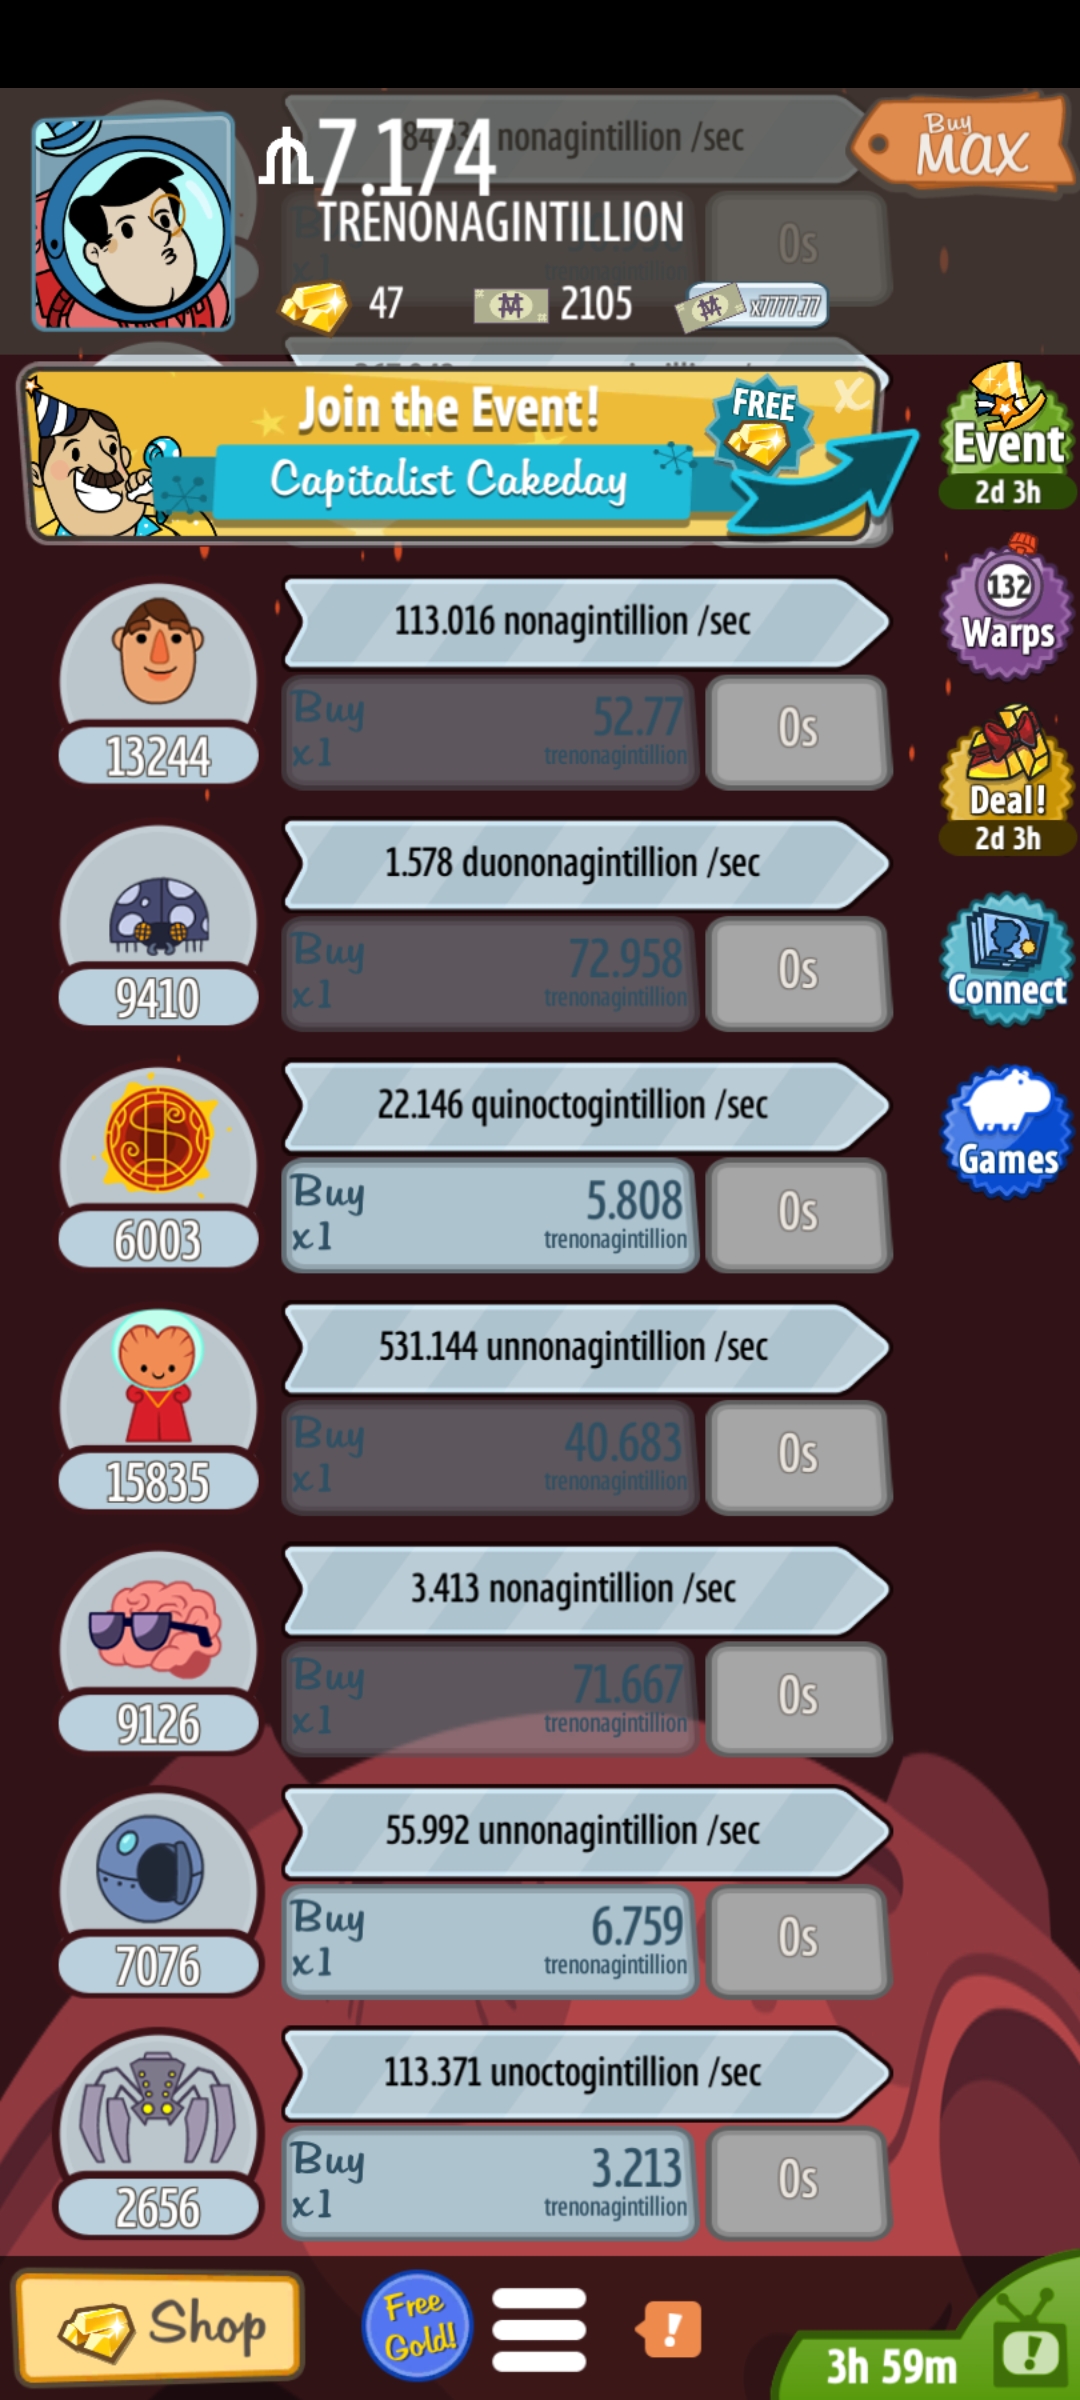 nonagintillion /sec
7.174
TRENONAGINTILLION
Buy
MAX
0s
trenonagintillion
47
2105
x7777.77
Join the Event!
FREE
X
Capitalist Cakeday
Event
2d 3h
113.016 nonagintillion /sec
Buy
x1
52.77
trenonagintillion
0s
13244
132
Warps
1.578 duononagintillion /sec
Buy
x1
72.958
trenonagintillion
0s
9410
Deal!
2d 3h
22.146 quinoctogintillion /sec
Buy
x1
5.808
trenonagintillion
0s
6003
Connect
531.144 unnonagintillion /sec
Buy
x1
40.683
trenonagintillion
0s
15835
Games
3.413 nonagintillion /sec
Buy
x1
71.667
trenonagintillion
0s
9126
55.992 unnonagintillion /sec
Buy
x1
6.759
trenonagintillion
0s
7076
113.371 unoctogintillion /sec
Buy
x1
3.213
trenonagintillion
0s
2656
Shop
Free
Gold!
!
3h 59m
!